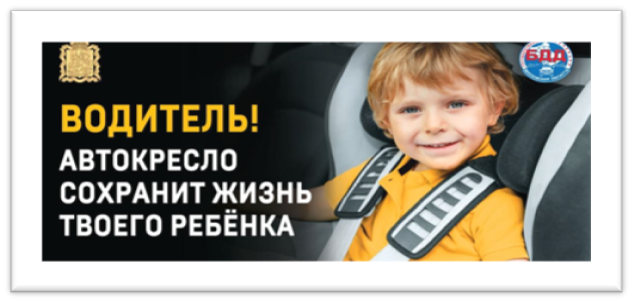 БДД
ВОДИТЕЛЬ!
АВТОКРЕСЛО
СОХРАНИТ ЖИЗНЬ
ТВОЕГО РЕБЁНКА